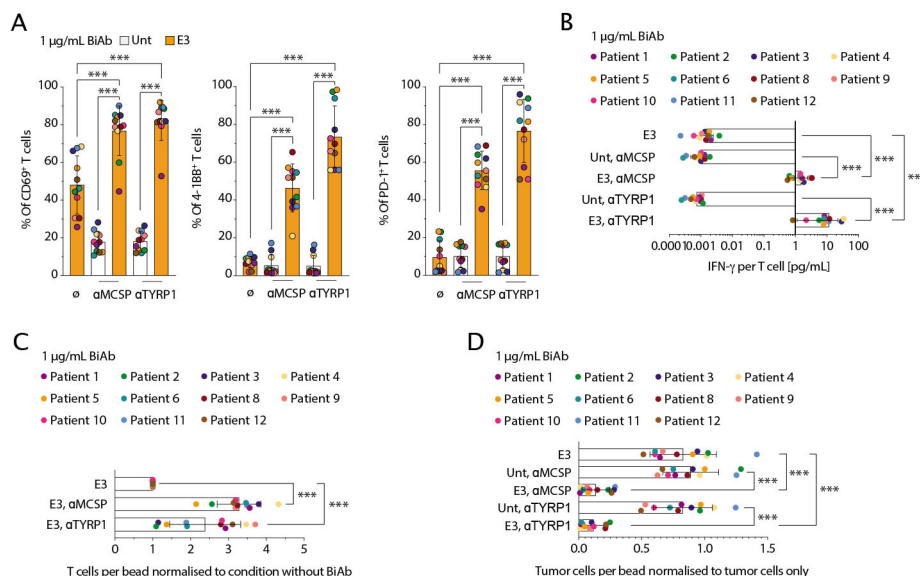 A
1 µg/mL BiAb Unt E3
*** *** *** ***
% Of CD69⁺ T cells
100
80
60
40
20
0
ø αMCSP αTYRP1
*** *** *** ***
% Of 4-1BB⁺ T cells
100
80
60
40
20
0
ø αMCSP αTYRP1
*** *** *** ***
% Of PD-1⁺ T cells
100
80
60
40
20
0
ø αMCSP αTYRP1
B
1 µg/mL BiAb
Patient 1 Patient 2 Patient 3 Patient 4
Patient 5 Patient 6 Patient 8 Patient 9
Patient 10 Patient 11 Patient 12
E3
Unt, αMCSP
E3, αMCSP
Unt, αTYRP1
E3, αTYRP1
*** *** *** **
0.0001 0.001 0.01 0.1 1 10 100
IFN-γ per T cell [pg/mL]
C
1 µg/mL BiAb
Patient 1 Patient 2 Patient 3 Patient 4
Patient 5 Patient 6 Patient 8 Patient 9
Patient 10 Patient 11 Patient 12
E3
E3, αMCSP
E3, αTYRP1
*** ***
0 1 2 3 4 5
T cells per bead normalised to condition without BiAb
D
1 µg/mL BiAb
Patient 1 Patient 2 Patient 3 Patient 4
Patient 5 Patient 6 Patient 8 Patient 9
Patient 10 Patient 11 Patient 12
E3
Unt, αMCSP
E3, αMCSP
Unt, αTYRP1
E3, αTYRP1
*** *** *** ***
0.0 0.5 1.0 1.5
Tumor cells per bead normalised to tumor cells only